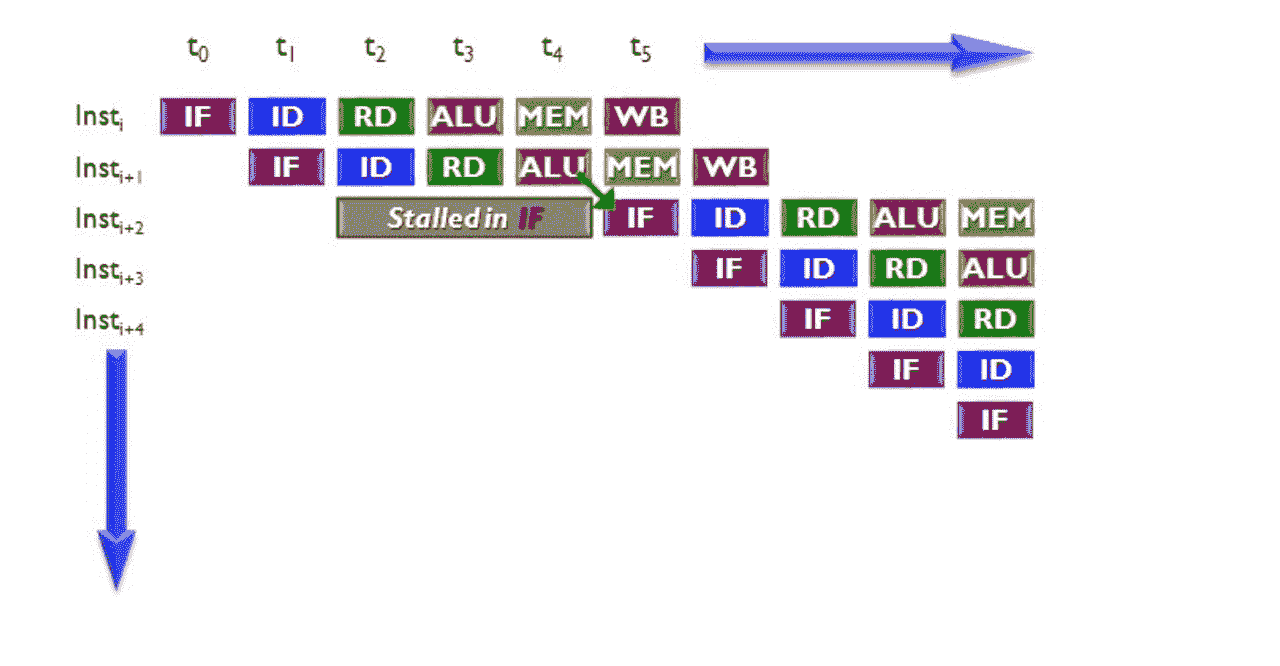 t0 t1 t2 t3 t4 t5
Insti IF ID RD ALU MEM WB
Insti+1 IF ID RD ALU MEM WB
Insti+2 Stalled in IF IF ID RD ALU MEM
Insti+3 IF ID RD ALU
Insti+4 IF ID RD
IF ID
IF